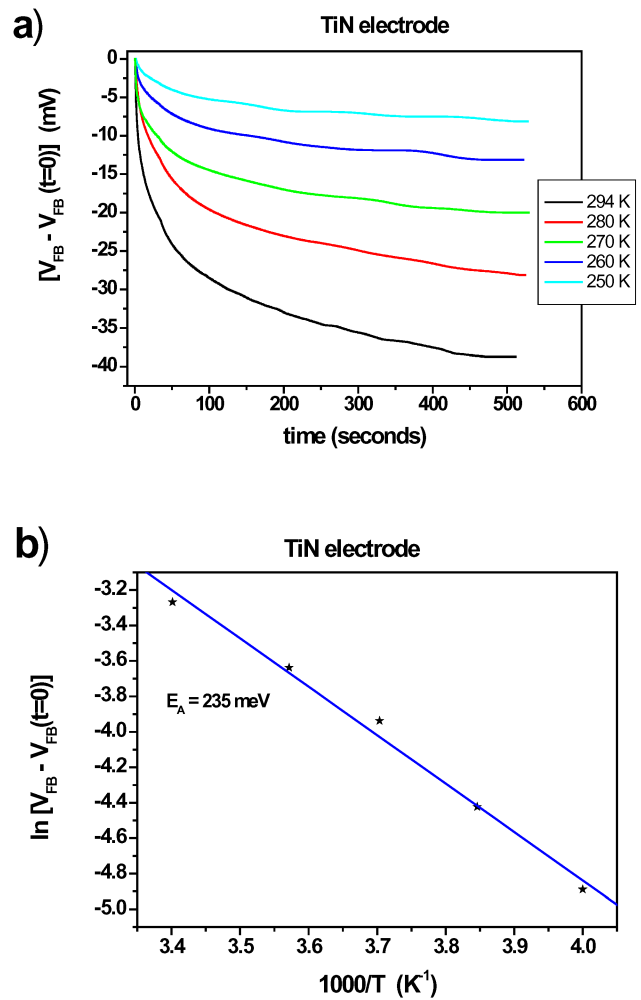 a)
TiN electrode
[V_FB - V_FB (t=0)] (mV)
0
-5
-10
-15
-20
-25
-30
-35
-40
0 100 200 300 400 500 600
time (seconds)
294 K
280 K
270 K
260 K
250 K
b)
TiN electrode
ln [V_FB - V_FB(t=0)]
-3.2
-3.4
-3.6
-3.8
-4.0
-4.2
-4.4
-4.6
-4.8
-5.0
E_A = 235 meV
3.4 3.5 3.6 3.7 3.8 3.9 4.0
1000/T (K⁻¹)